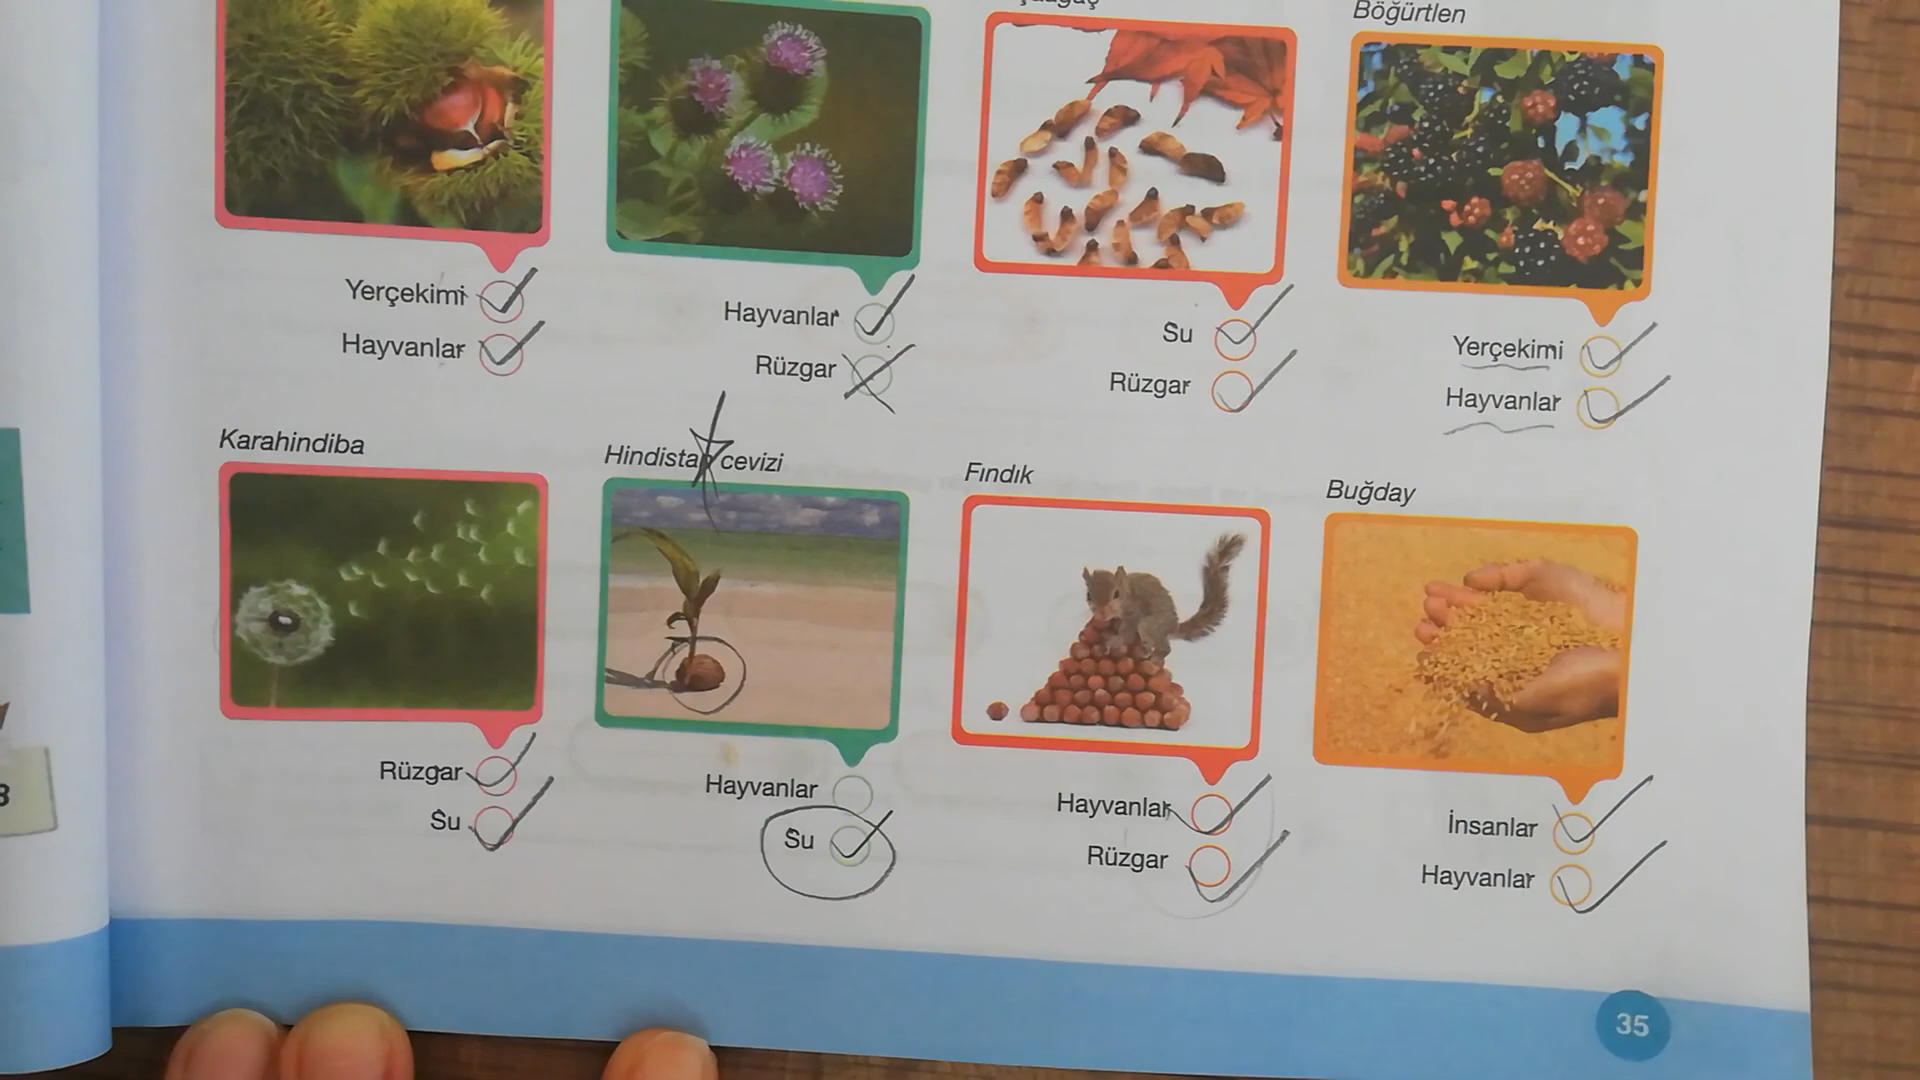 Böğürtlen
Yerçekimi
Hayvanlar
Hayvanlar
Rüzgar
Su
Rüzgar
Yerçekimi
Hayvanlar
Karahindiba
Hindistan cevizi
Fındık
Buğday
Rüzgar
Su
Hayvanlar
Su
Hayvanlar
Rüzgar
İnsanlar
Hayvanlar
35